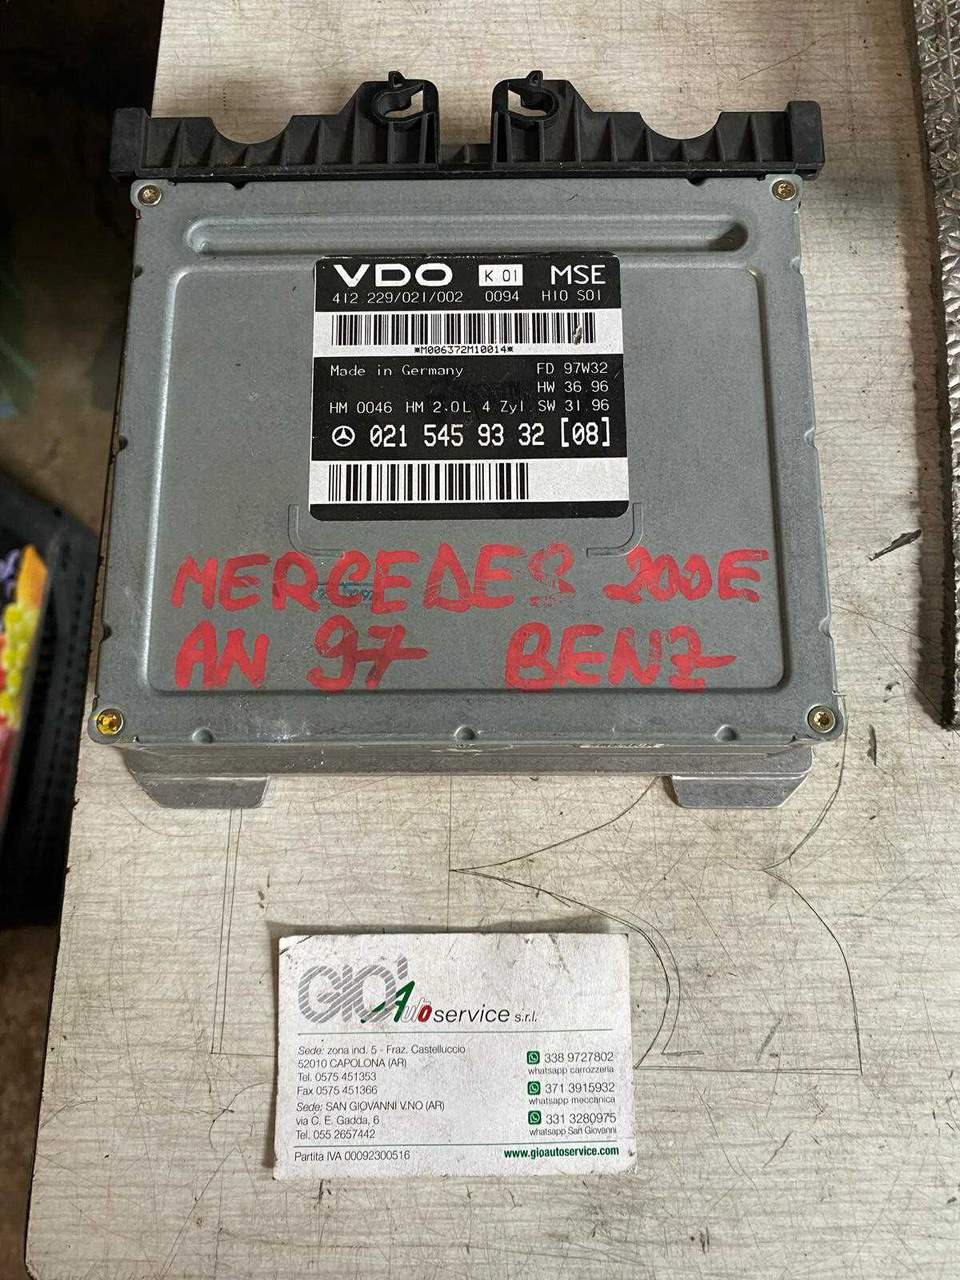 VDO K 01 MSE
412 229/021/002 0094 H10 S01
*M006372M10014*
Made in Germany FD 97W32
HW 36.96
HM 0046 HM 2.0L 4 Zyl. SW 31.96
021 545 93 32 [08]
MERCEDES 200E
AN 97 BENZ
GIO' Auto service s.r.l.
Sede: zona ind. 5 - Fraz. Castelluccio
52010 CAPOLONA (AR)
Tel. 0575 451353
Fax 0575 451366
Sede: SAN GIOVANNI V.NO (AR)
via C. E. Gadda, 6
Tel. 055 2657442
Partita IVA 00092300516
338 9727802
whatsapp carrozzeria
371 3915932
whatsapp meccanica
331 3280975
whatsapp San Giovanni
www.gioautoservice.com